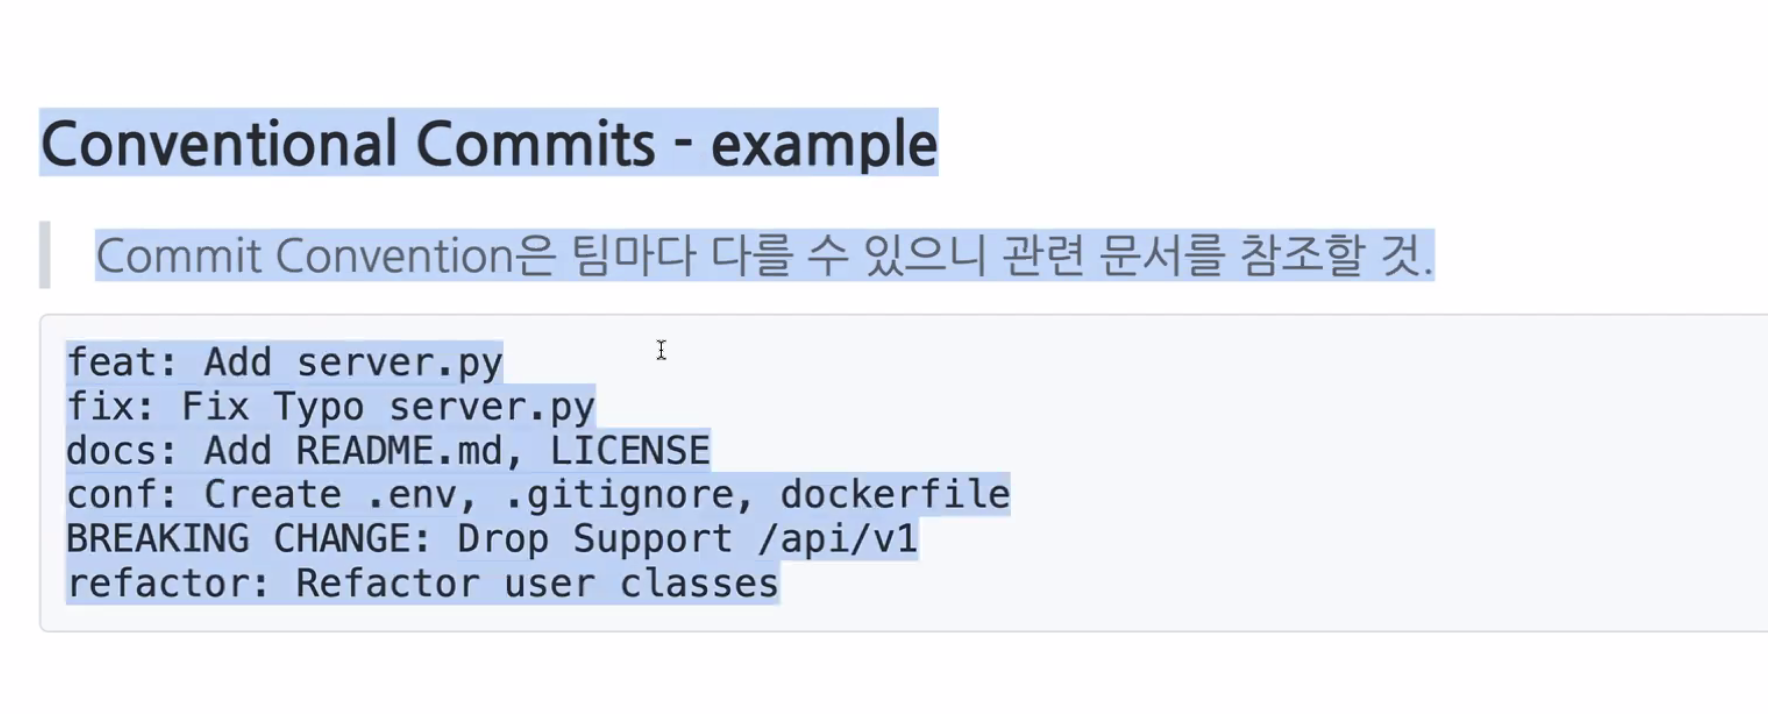 Conventional Commits - example
Commit Convention은 팀마다 다를 수 있으니 관련 문서를 참조할 것.
feat: Add server.py
fix: Fix Typo server.py
docs: Add README.md, LICENSE
conf: Create .env, .gitignore, dockerfile
BREAKING CHANGE: Drop Support /api/v1
refactor: Refactor user classes